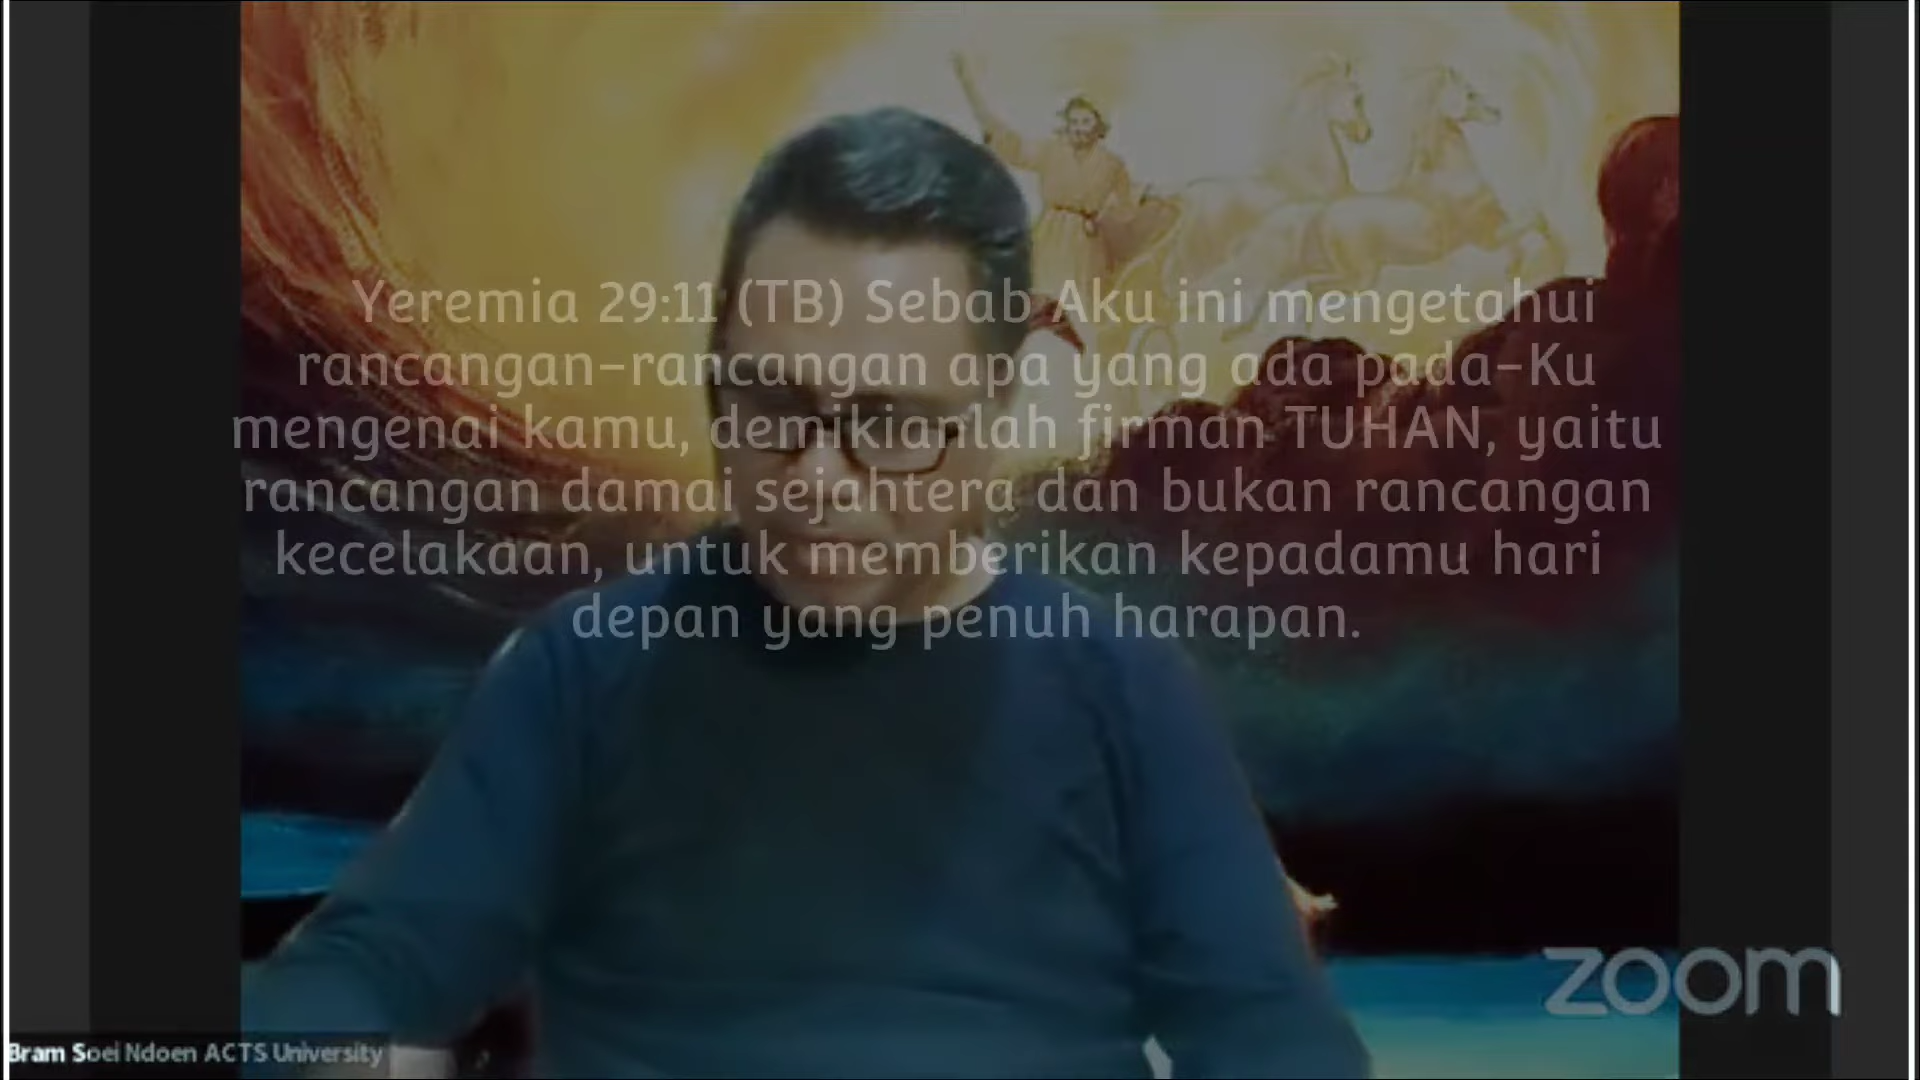 Yeremia 29:11 (TB) Sebab Aku ini mengetahui
rancangan-rancangan apa yang ada pada-Ku
mengenai kamu, demikianlah firman TUHAN, yaitu
rancangan damai sejahtera dan bukan rancangan
kecelakaan, untuk memberikan kepadamu hari
depan yang penuh harapan.
zoom
Bram Soei Ndoen ACTS University